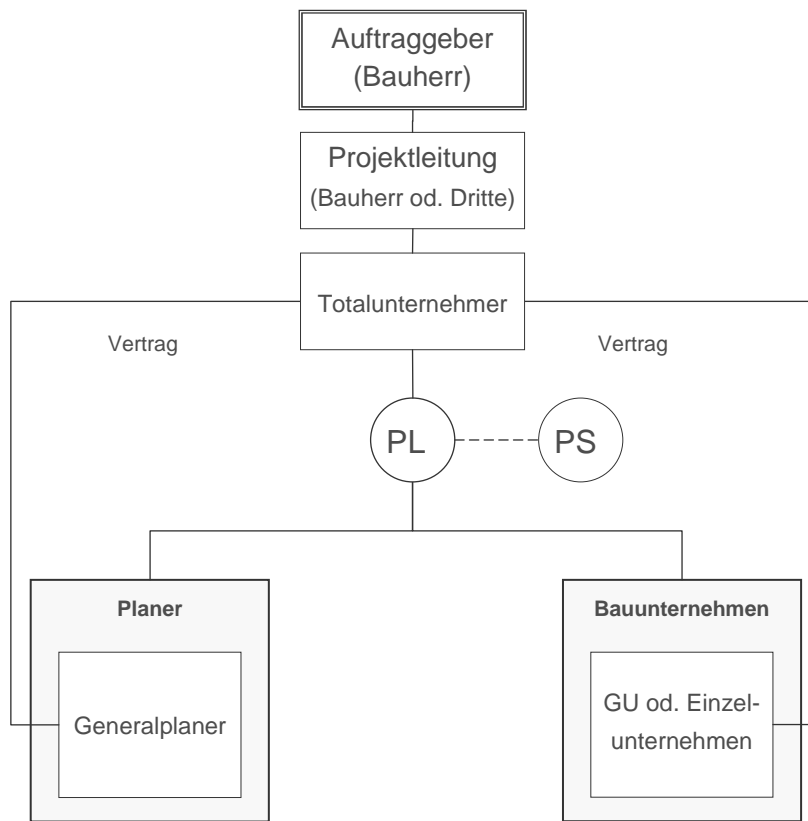 Auftraggeber
(Bauherr)
Projektleitung
(Bauherr od. Dritte)
Totalunternehmer
Vertrag
Vertrag
PL
PS
Planer
Bauunternehmen
Generalplaner
GU od. Einzel-
unternehmen